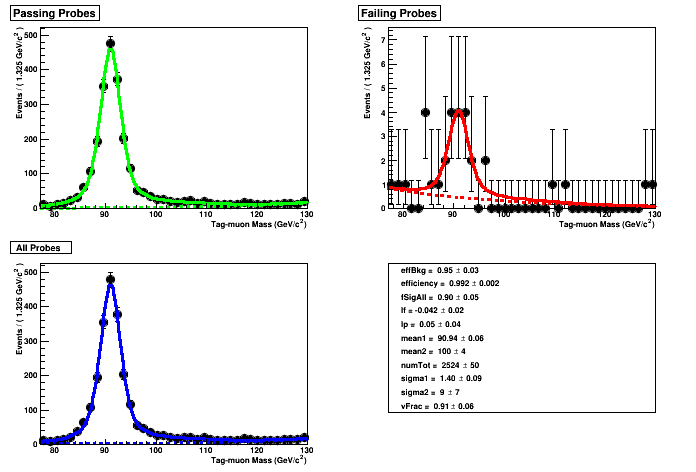 Passing Probes
Events / ( 1.325 GeV/c² )
500
400
300
200
100
0
80 90 100 110 120 130
Tag-muon Mass (GeV/c²)
Failing Probes
Events / ( 1.325 GeV/c² )
7
6
5
4
3
2
1
0
80 90 100 110 120 130
Tag-muon Mass (GeV/c²)
All Probes
Events / ( 1.325 GeV/c² )
500
400
300
200
100
0
80 90 100 110 120 130
Tag-muon Mass (GeV/c²)
effBkg = 0.95 ± 0.03
efficiency = 0.992 ± 0.002
fSigAll = 0.90 ± 0.05
lf = -0.042 ± 0.02
lp = 0.05 ± 0.04
mean1 = 90.94 ± 0.06
mean2 = 100 ± 4
numTot = 2524 ± 50
sigma1 = 1.40 ± 0.09
sigma2 = 9 ± 7
vFrac = 0.91 ± 0.06